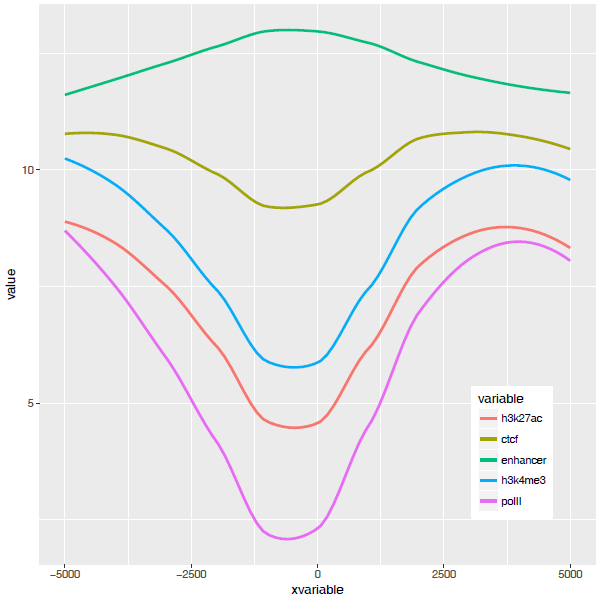 value
10
5
variable
h3k27ac
ctcf
enhancer
h3k4me3
polII
−5000 −2500 0 2500 5000
xvariable